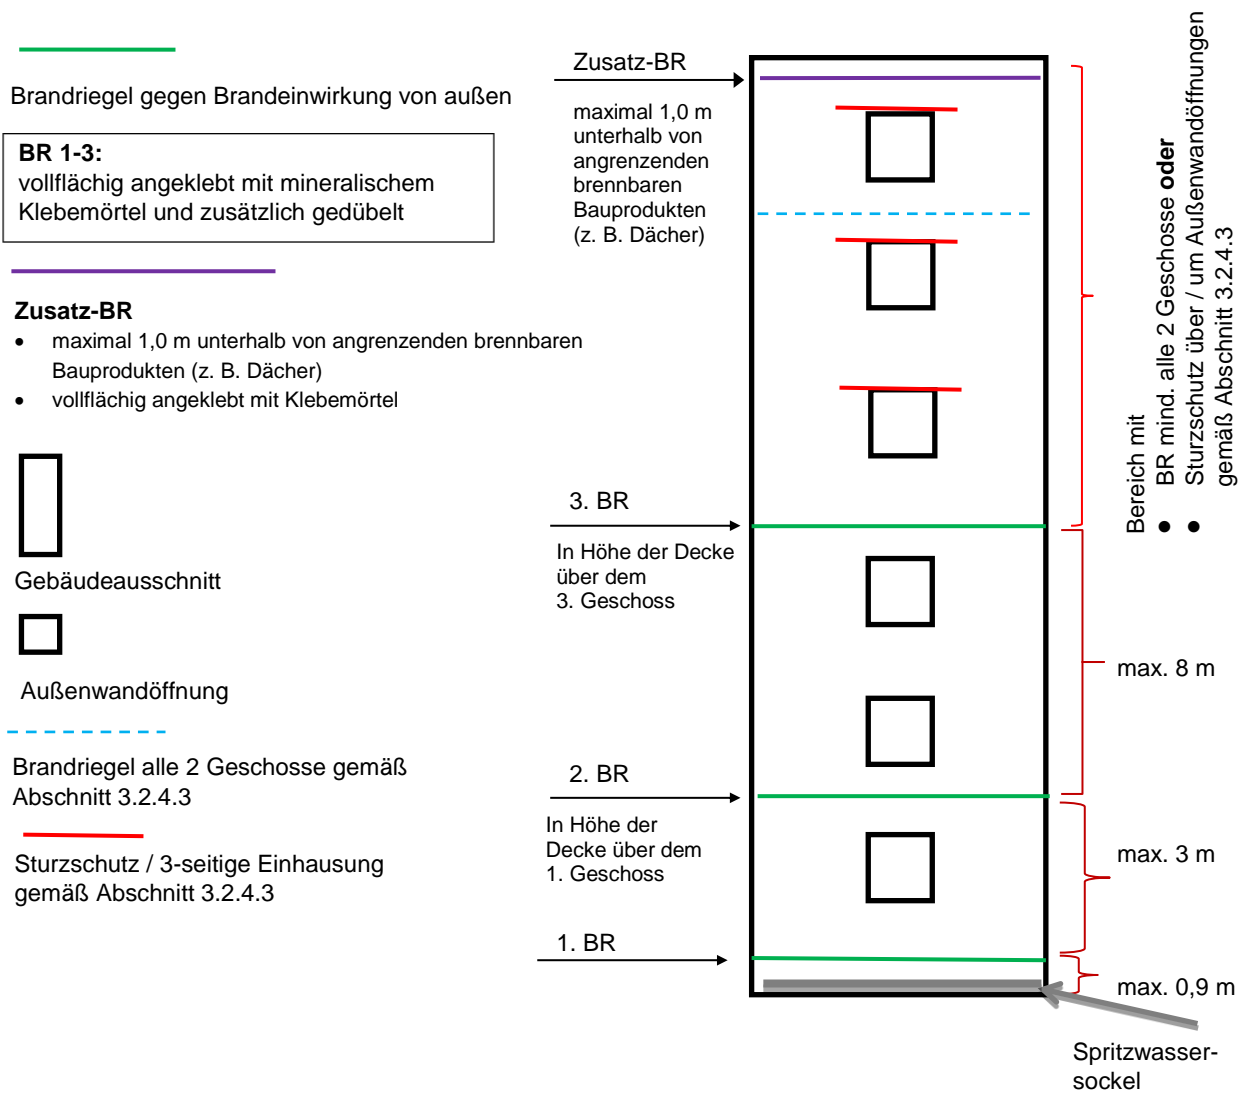 Brandriegel gegen Brandeinwirkung von außen
BR 1-3:
vollflächig angeklebt mit mineralischem
Klebemörtel und zusätzlich gedübelt
Zusatz-BR
• maximal 1,0 m unterhalb von angrenzenden brennbaren
Bauprodukten (z. B. Dächer)
• vollflächig angeklebt mit Klebemörtel
Gebäudeausschnitt
Außenwandöffnung
Brandriegel alle 2 Geschosse gemäß
Abschnitt 3.2.4.3
Sturzschutz / 3-seitige Einhausung
gemäß Abschnitt 3.2.4.3
Zusatz-BR
maximal 1,0 m
unterhalb von
angrenzenden
brennbaren
Bauprodukten
(z. B. Dächer)
3. BR
In Höhe der Decke
über dem
3. Geschoss
2. BR
In Höhe der
Decke über dem
1. Geschoss
1. BR
Bereich mit
● BR mind. alle 2 Geschosse oder
● Sturzschutz über / um Außenwandöffnungen
gemäß Abschnitt 3.2.4.3
max. 8 m
max. 3 m
max. 0,9 m
Spritzwasser-
sockel